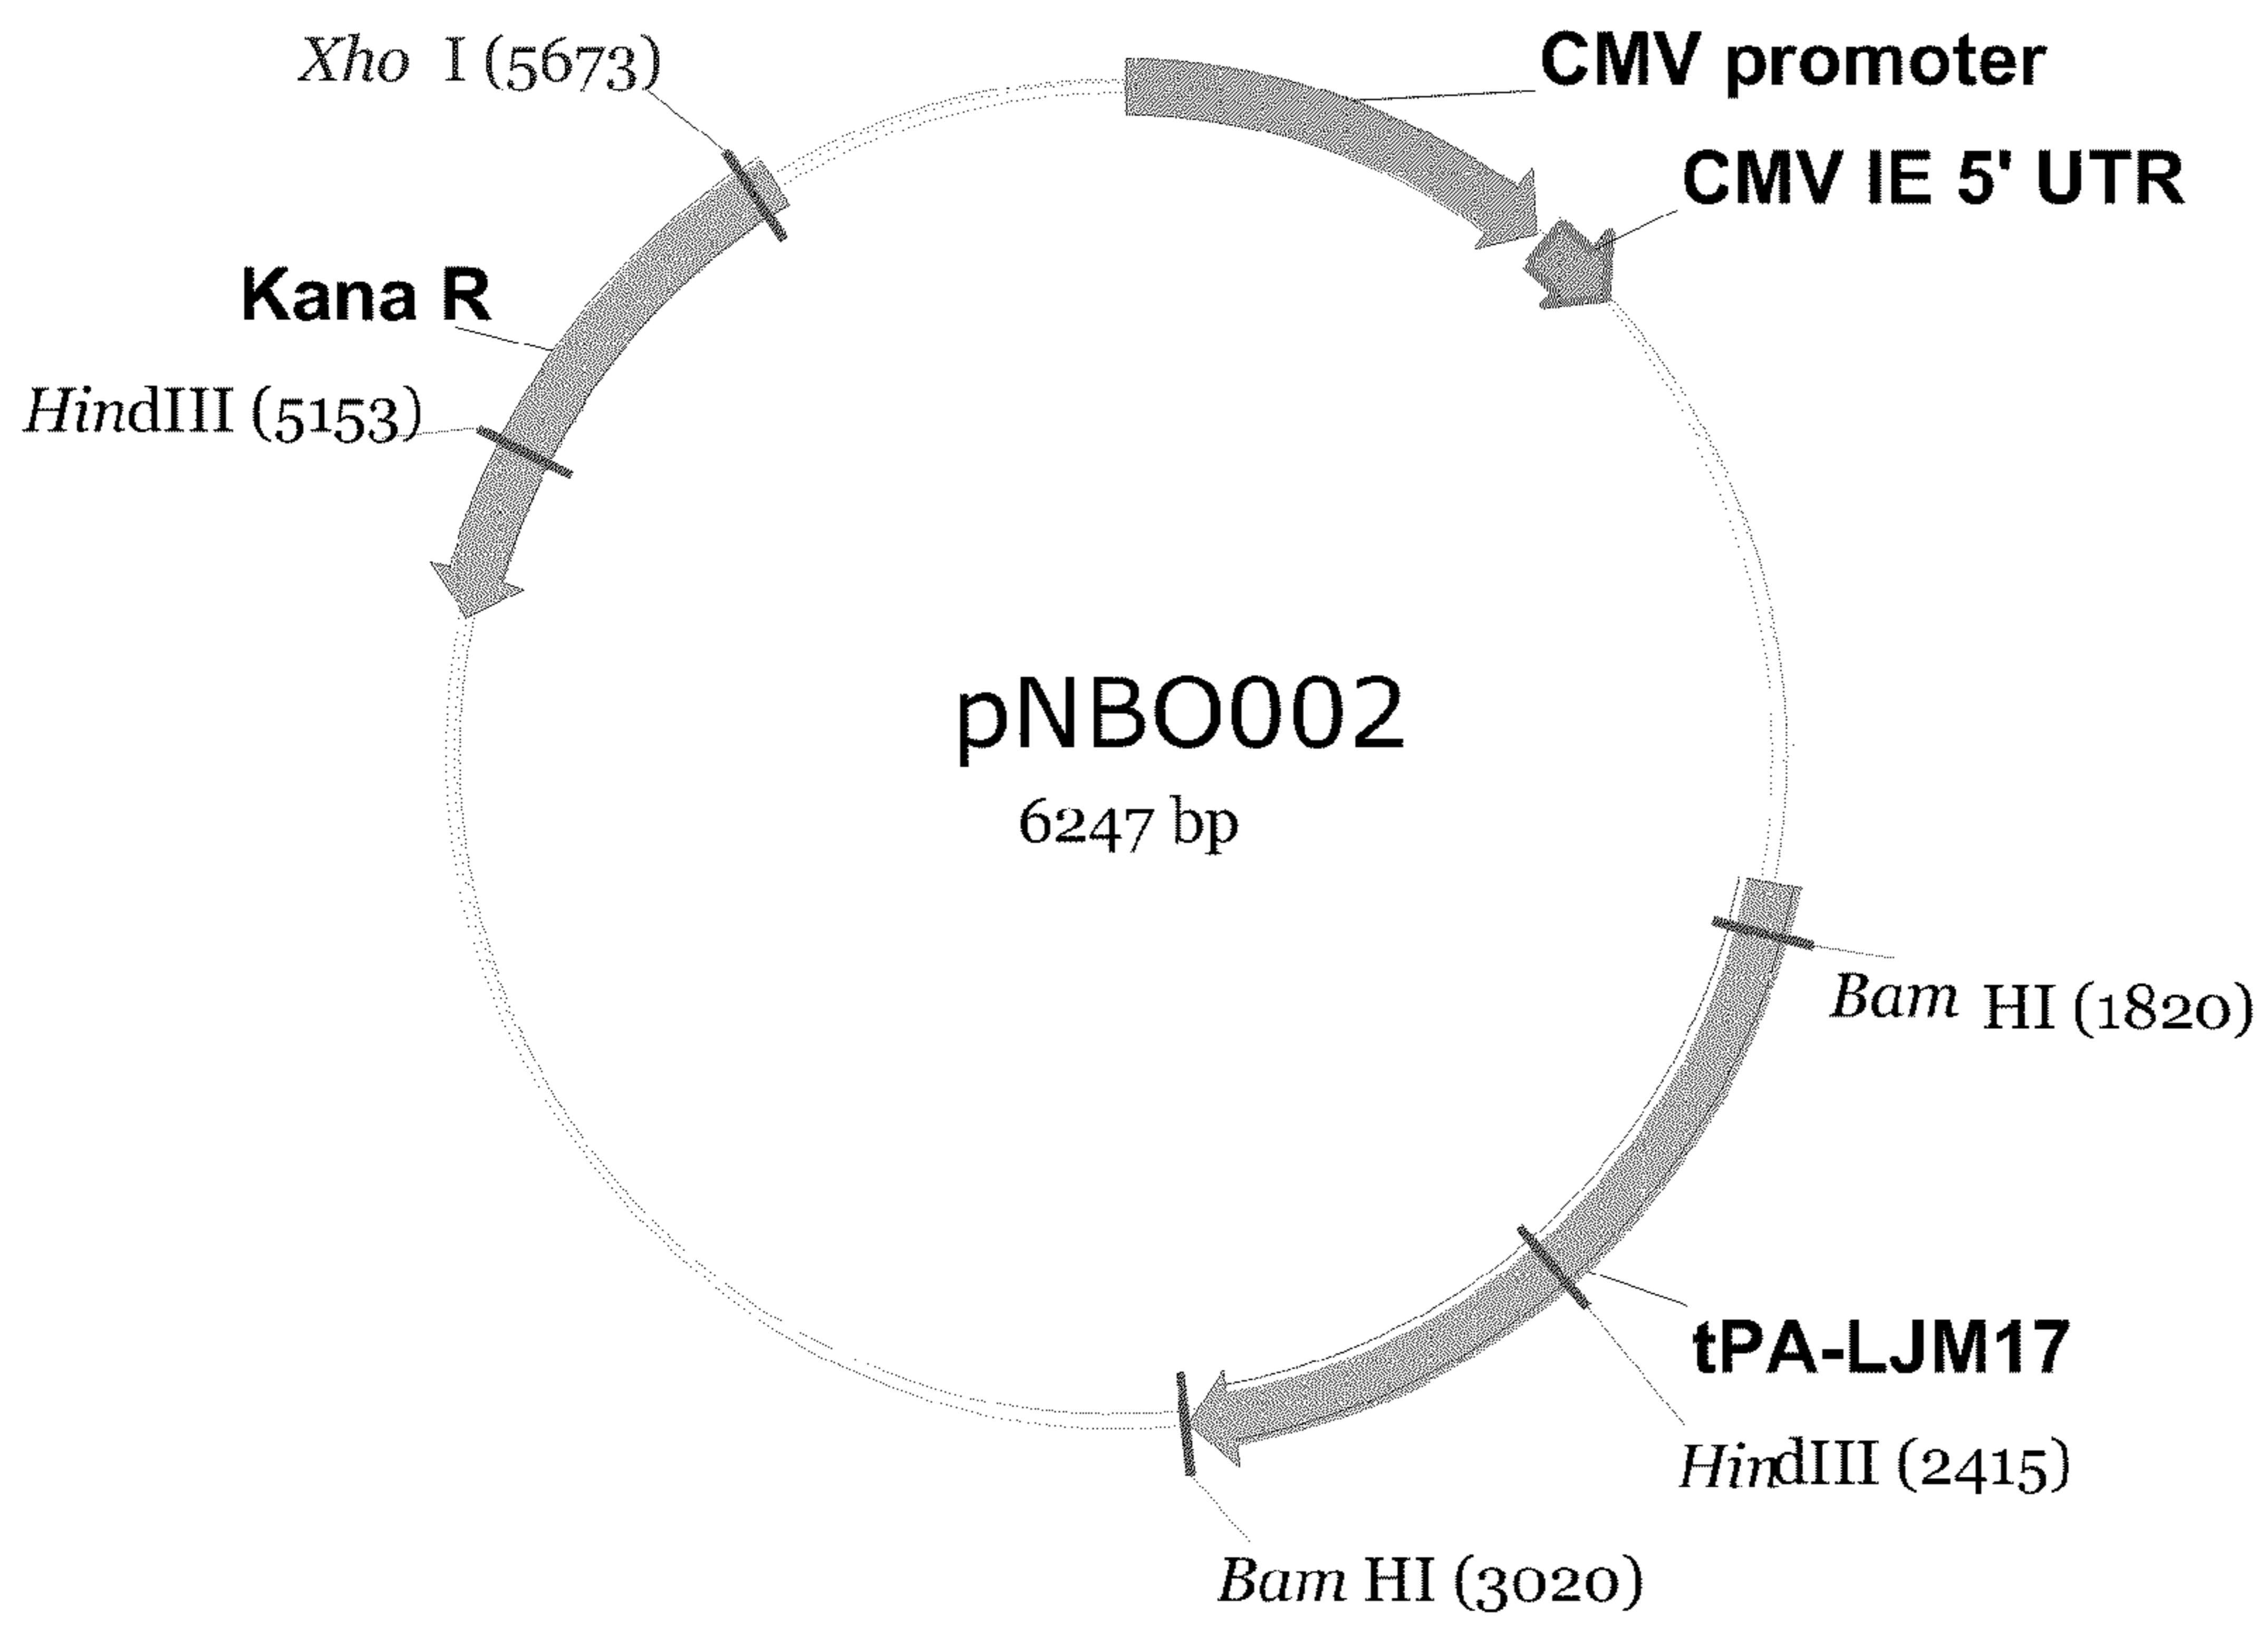 CMV promoter
Xho I (5673)
CMV IE 5' UTR
Kana R
HindIII (5153)
pNBO002
6247 bp
Bam HI (1820)
tPA-LJM17
HindIII (2415)
Bam HI (3020)